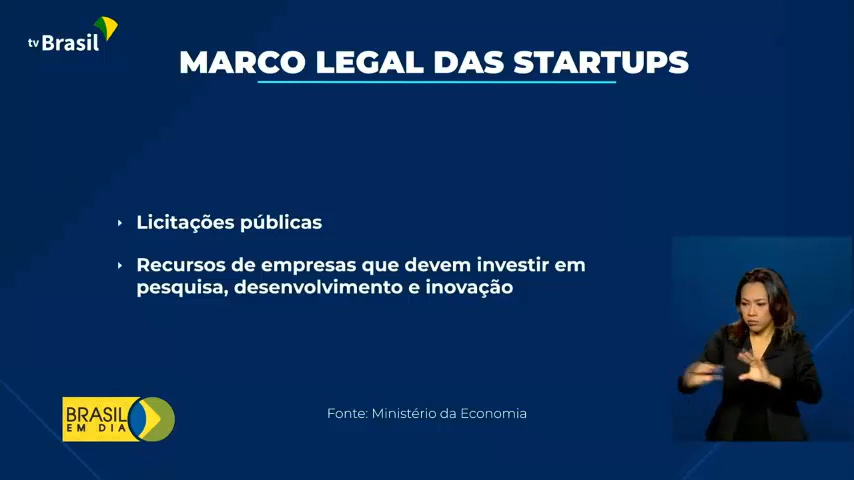 tv Brasil
MARCO LEGAL DAS STARTUPS
‣ Licitações públicas
‣ Recursos de empresas que devem investir em
pesquisa, desenvolvimento e inovação
BRASIL
EM DIA
Fonte: Ministério da Economia